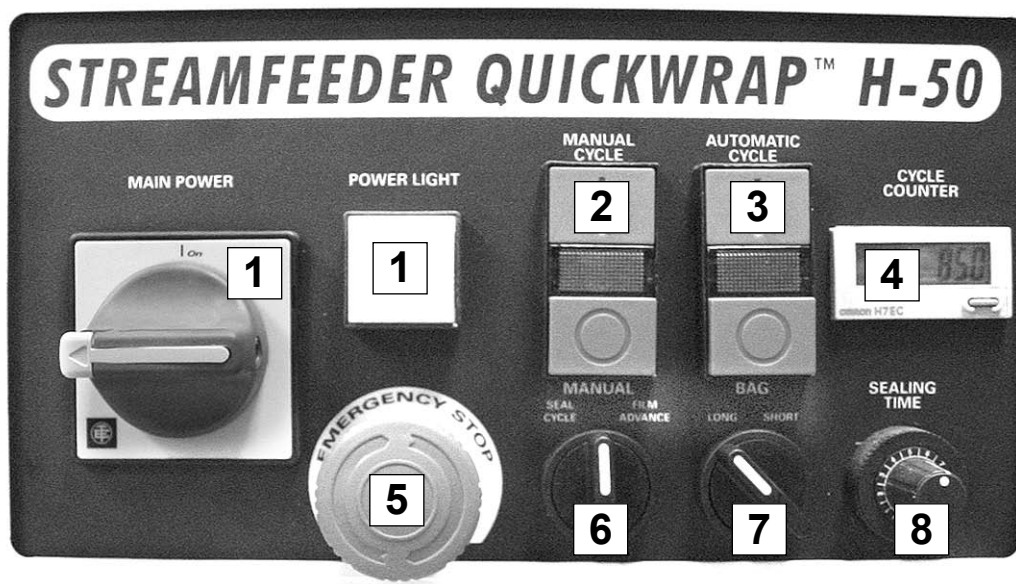 STREAMFEEDER QUICKWRAP™ H-50
MAIN POWER
POWER LIGHT
MANUAL
CYCLE
AUTOMATIC
CYCLE
CYCLE
COUNTER
I On
1
1
2
3
4
850
omron H7EC
EMERGENCY STOP
5
MANUAL
SEAL
CYCLE
FILM
ADVANCE
6
BAG
LONG SHORT
7
SEALING
TIME
8